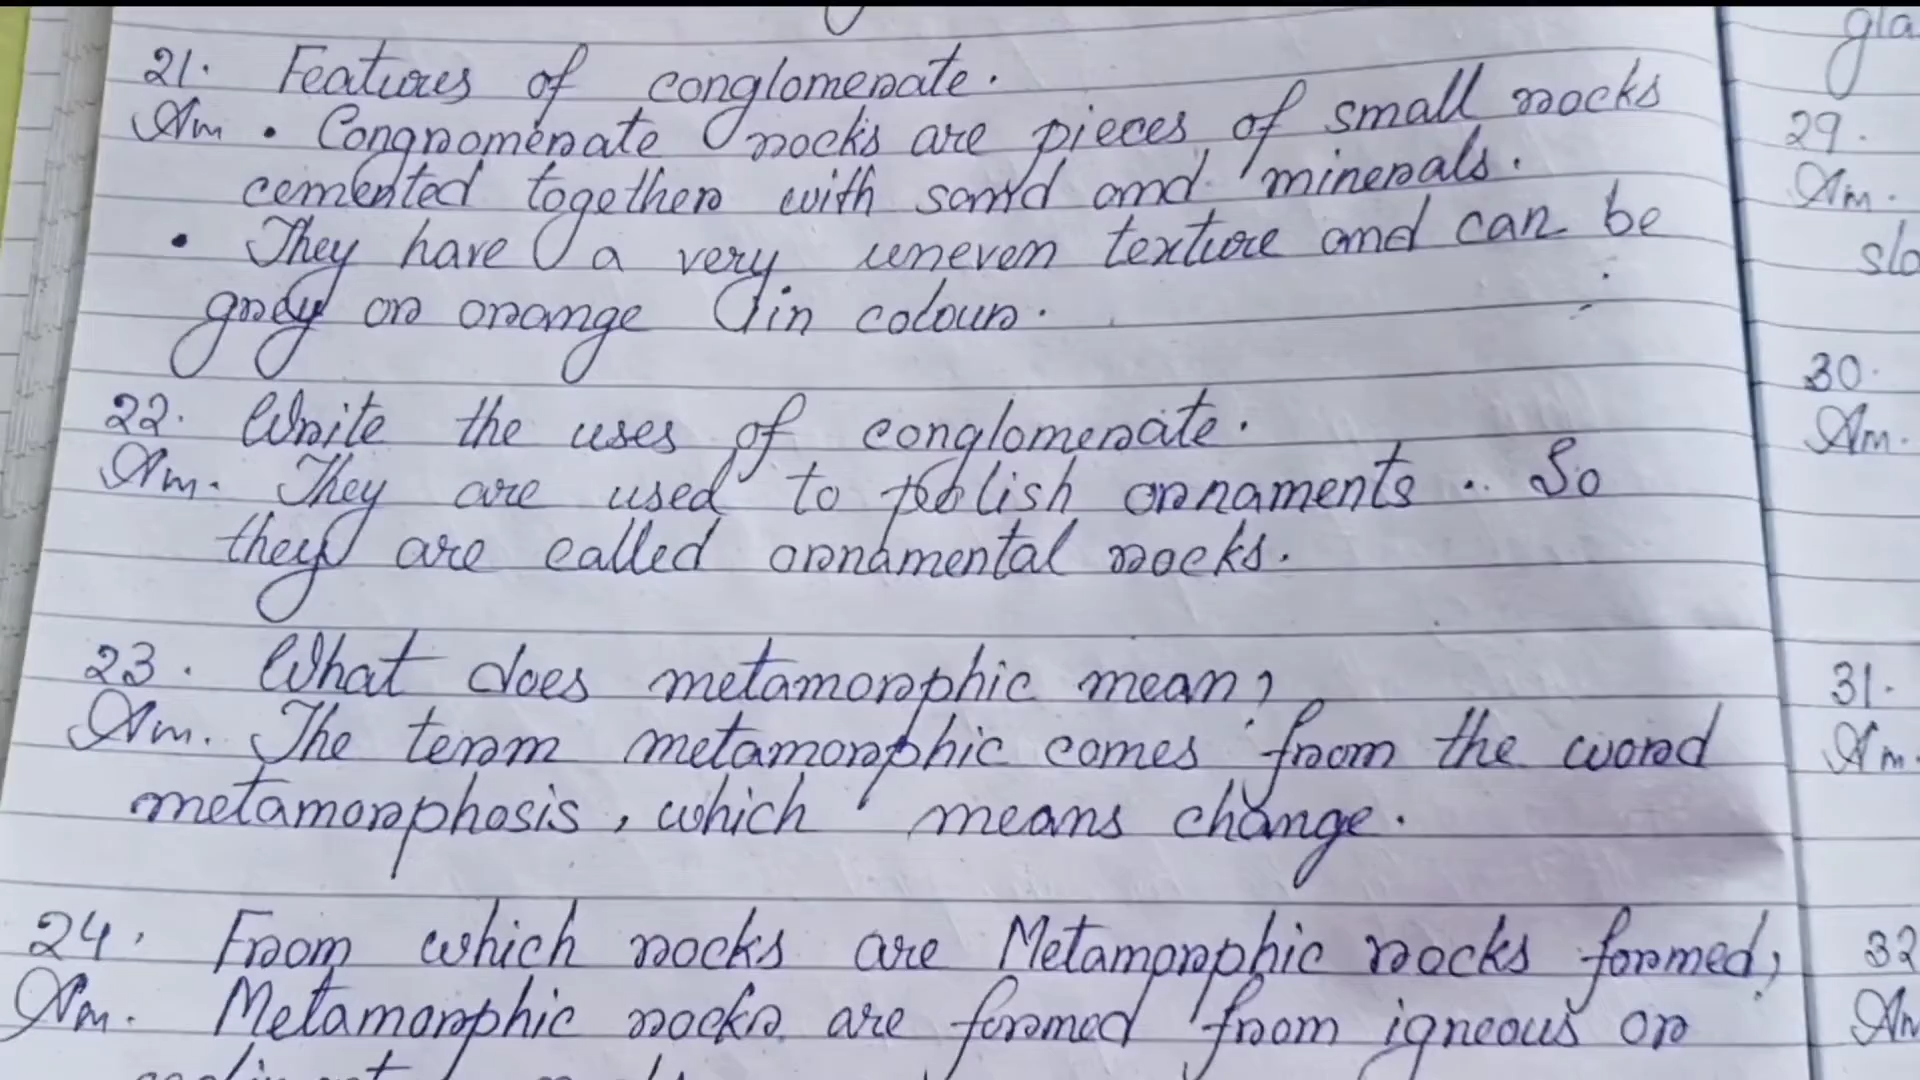 21. Features of conglomerate.
Ans. • Congromerate rocks are pieces of small rocks
cemented together with sand and minerals.
• They have a very uneven texture and can be
grey or orange in colour.
22. Write the uses of conglomerate.
Ans. They are used to polish ornaments. So
they are called ornamental rocks.
23. What does metamorphic mean?
Ans. The term metamorphic comes from the word
metamorphosis, which means change.
24. From which rocks are Metamorphic rocks formed?
Ans. Metamorphic rocks are formed from igneous or
gla
29.
Ans.
slo
30.
Ans.
31.
Ans.
32
Ans